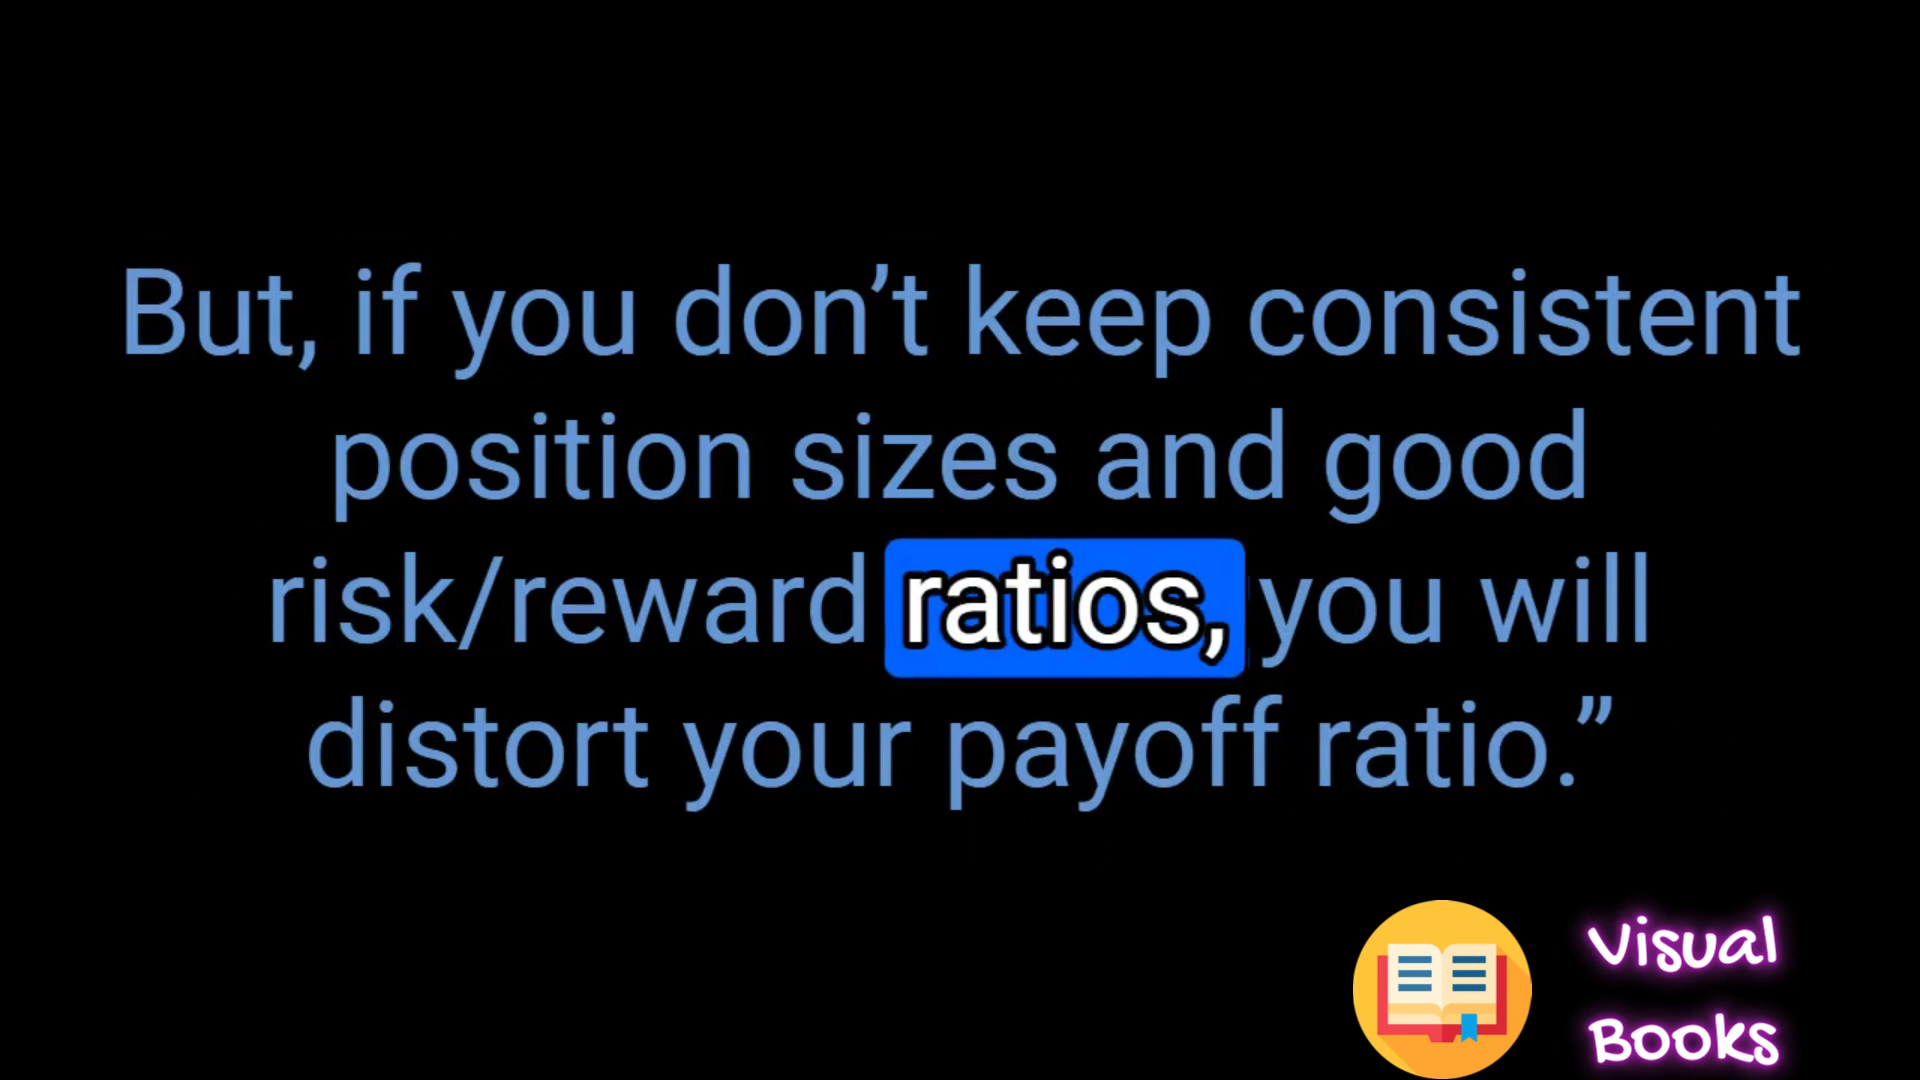 But, if you don’t keep consistent
position sizes and good
risk/reward ratios, you will
distort your payoff ratio.”
Visual
Books